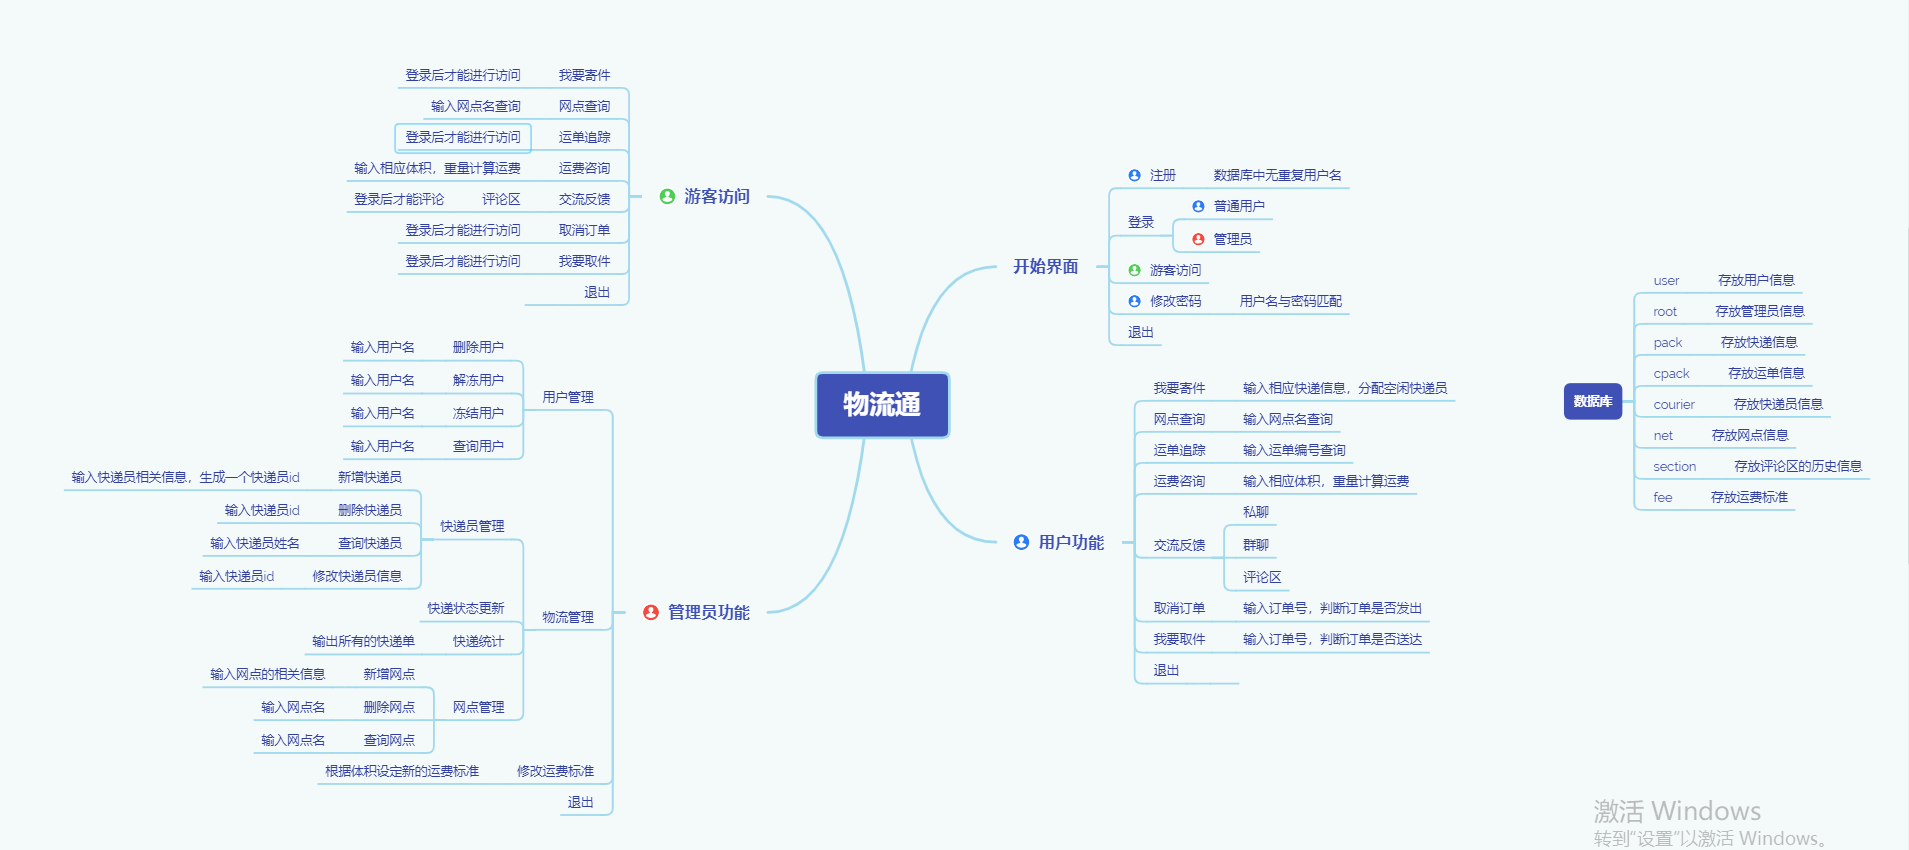 物流通
游客访问
我要寄件 登录后才能进行访问
网点查询 输入网点名查询
运单追踪 登录后才能进行访问
运费咨询 输入相应体积，重量计算运费
交流反馈 评论区 登录后才能评论
取消订单 登录后才能进行访问
我要取件 登录后才能进行访问
退出
管理员功能
用户管理
删除用户 输入用户名
解冻用户 输入用户名
冻结用户 输入用户名
查询用户 输入用户名
物流管理
快递员管理
新增快递员 输入快递员相关信息，生成一个快递员id
删除快递员 输入快递员id
查询快递员 输入快递员姓名
修改快递员信息 输入快递员id
快递状态更新
快递统计 输出所有的快递单
网点管理
新增网点 输入网点的相关信息
删除网点 输入网点名
查询网点 输入网点名
修改运费标准 根据体积设定新的运费标准
退出
开始界面
注册 数据库中无重复用户名
登录
普通用户
管理员
游客访问
修改密码 用户名与密码匹配
退出
用户功能
我要寄件 输入相应快递信息，分配空闲快递员
网点查询 输入网点名查询
运单追踪 输入运单编号查询
运费咨询 输入相应体积，重量计算运费
交流反馈
私聊
群聊
评论区
取消订单 输入订单号，判断订单是否发出
我要取件 输入订单号，判断订单是否送达
退出
数据库
user 存放用户信息
root 存放管理员信息
pack 存放快递信息
cpack 存放运单信息
courier 存放快递员信息
net 存放网点信息
section 存放评论区的历史信息
fee 存放运费标准
激活 Windows
转到“设置”以激活 Windows。